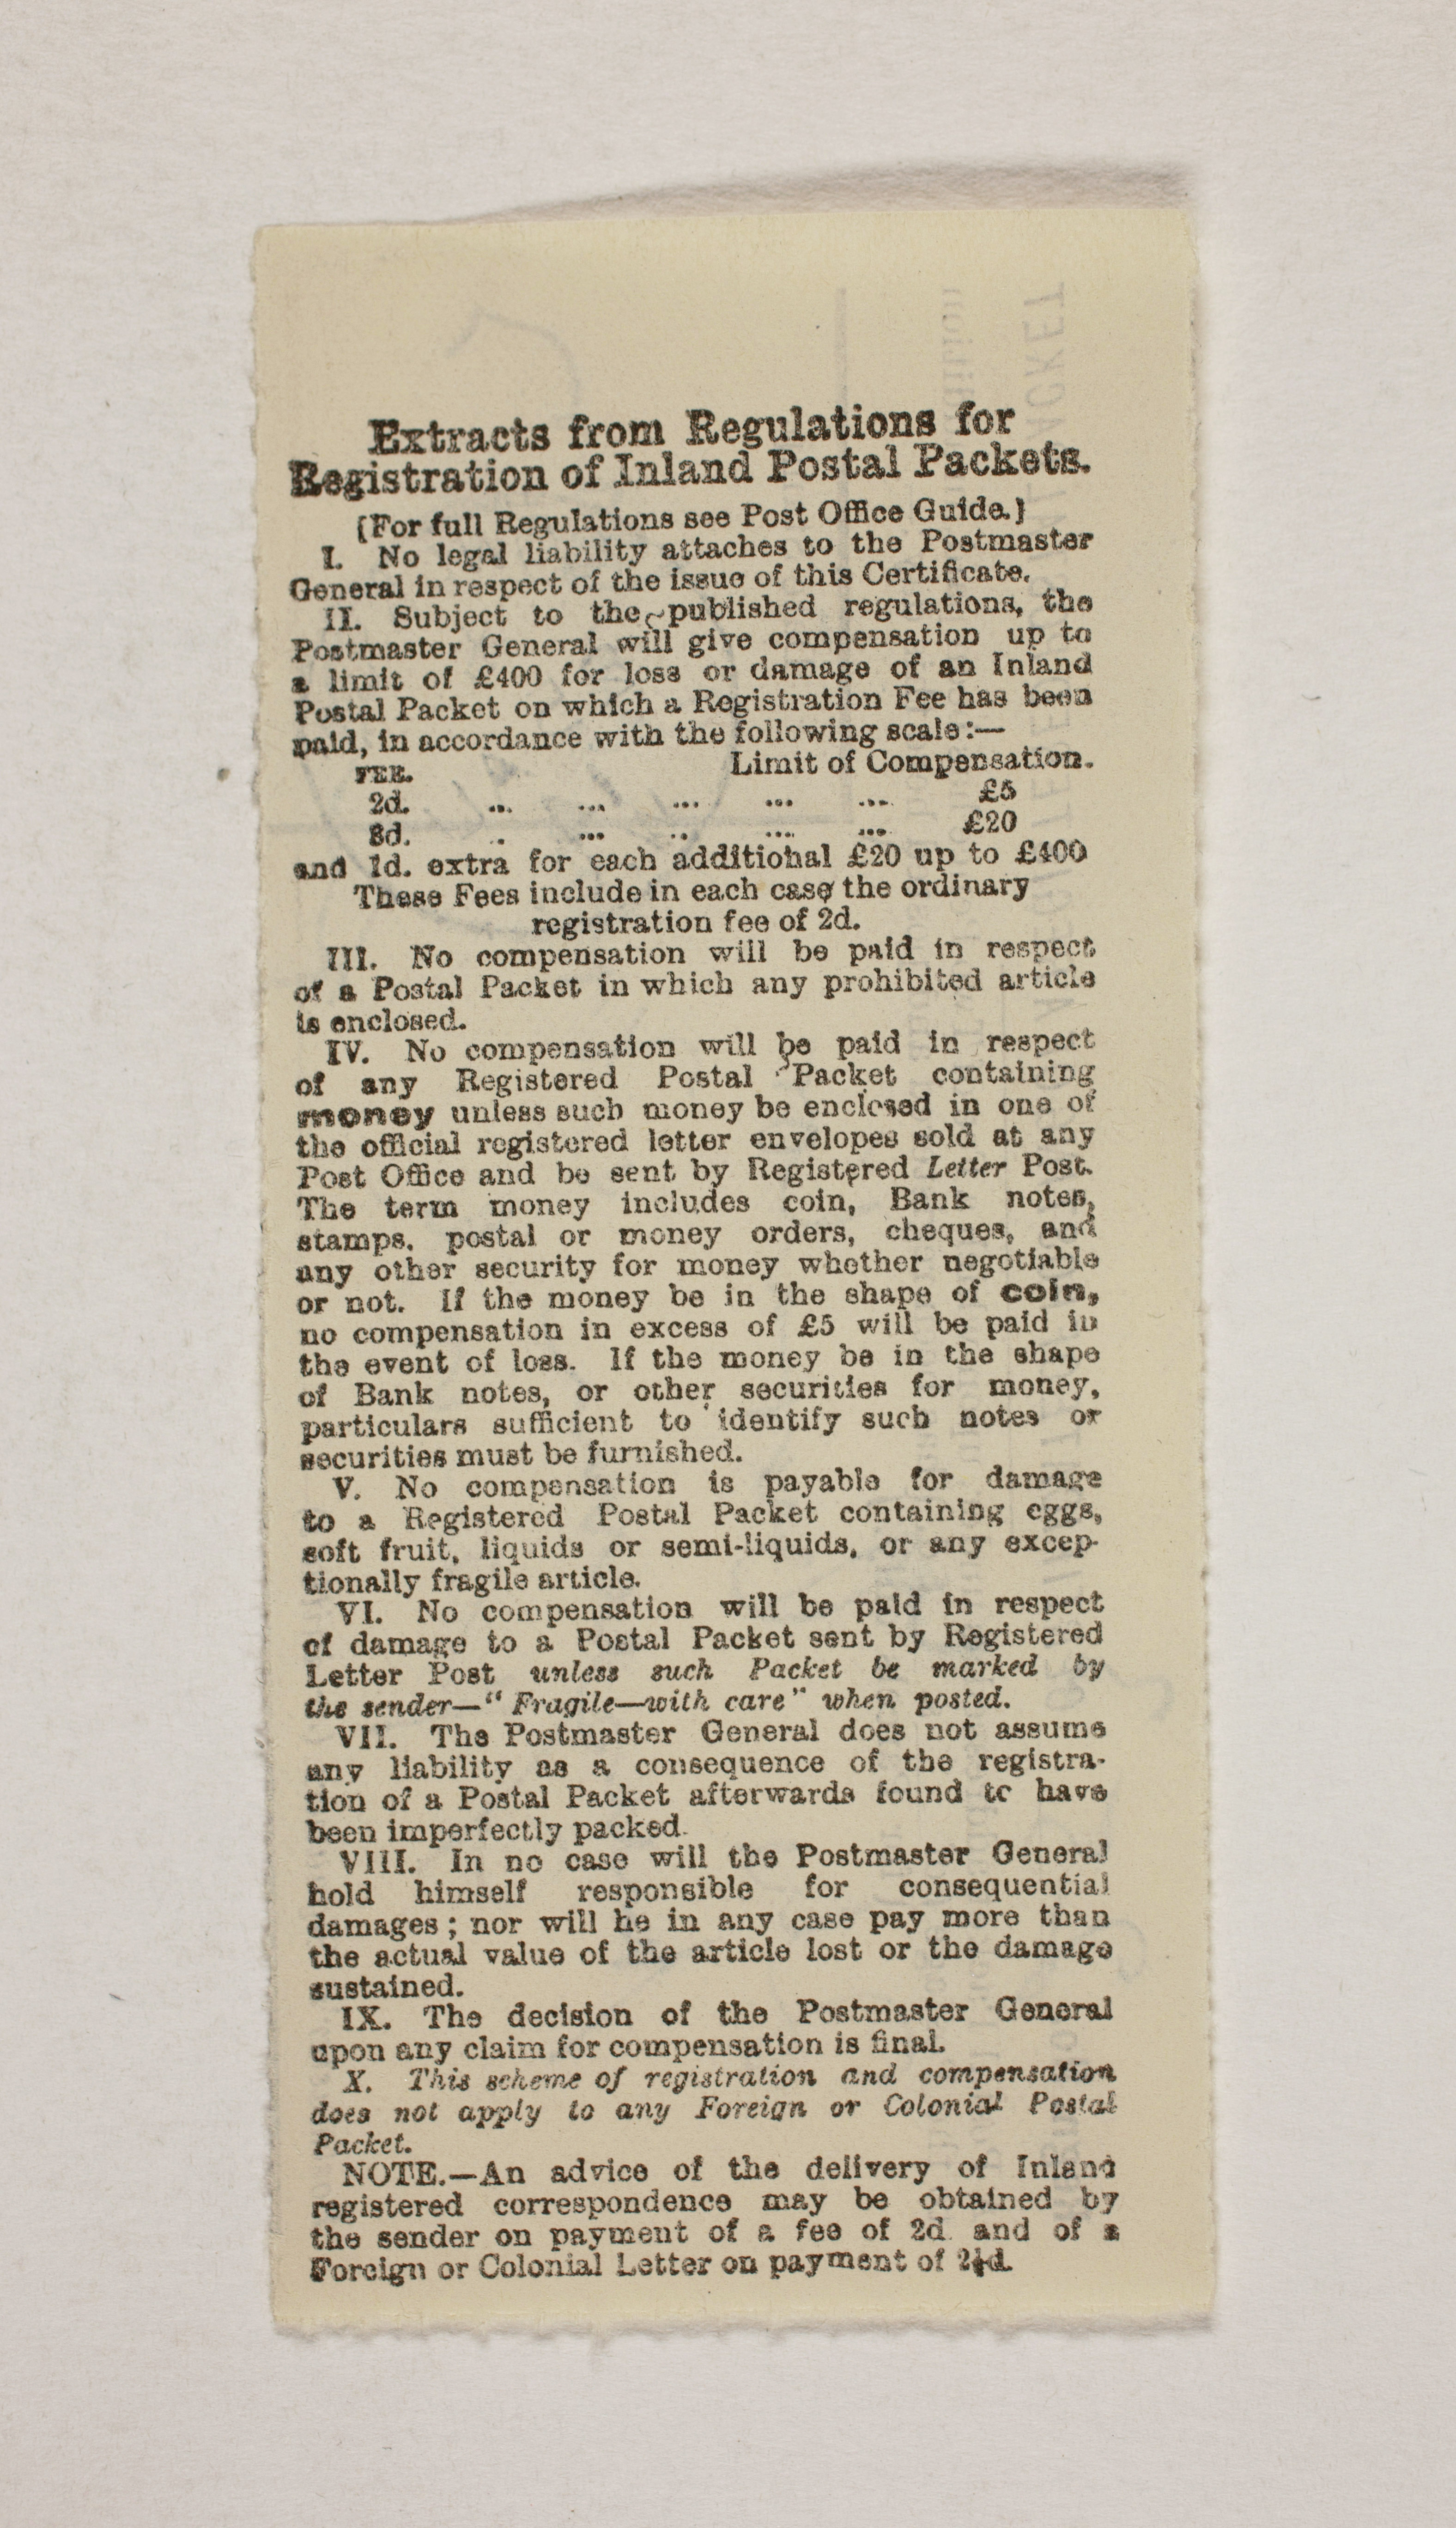 Extracts from Regulations for
Registration of Inland Postal Packets.
[For full Regulations see Post Office Guide.]
I. No legal liability attaches to the Postmaster
General in respect of the issue of this Certificate.
II. Subject to the published regulations, the
Postmaster General will give compensation up to
a limit of £400 for loss or damage of an Inland
Postal Packet on which a Registration Fee has been
paid, in accordance with the following scale:—
FEE. Limit of Compensation.
2d. ... ... ... ... ... £5
3d. . ... .. ... ... £20
and 1d. extra for each additional £20 up to £400
These Fees include in each case the ordinary
registration fee of 2d.
III. No compensation will be paid in respect
of a Postal Packet in which any prohibited article
is enclosed.
IV. No compensation will be paid in respect
of any Registered Postal Packet containing
money unless such money be enclosed in one of
the official registered letter envelopes sold at any
Post Office and be sent by Registered Letter Post.
The term money includes coin, Bank notes,
stamps, postal or money orders, cheques, and
any other security for money whether negotiable
or not. If the money be in the shape of coin,
no compensation in excess of £5 will be paid in
the event of loss. If the money be in the shape
of Bank notes, or other securities for money,
particulars sufficient to identify such notes or
securities must be furnished.
V. No compensation is payable for damage
to a Registered Postal Packet containing eggs,
soft fruit, liquids or semi-liquids, or any excep-
tionally fragile article.
VI. No compensation will be paid in respect
of damage to a Postal Packet sent by Registered
Letter Post unless such Packet be marked by
the sender—"Fragile—with care" when posted.
VII. The Postmaster General does not assume
any liability as a consequence of the registra-
tion of a Postal Packet afterwards found to have
been imperfectly packed.
VIII. In no case will the Postmaster General
hold himself responsible for consequential
damages; nor will he in any case pay more than
the actual value of the article lost or the damage
sustained.
IX. The decision of the Postmaster General
upon any claim for compensation is final.
X. This scheme of registration and compensation
does not apply to any Foreign or Colonial Postal
Packet.
NOTE.—An advice of the delivery of Inland
registered correspondence may be obtained by
the sender on payment of a fee of 2d. and of a
Foreign or Colonial Letter on payment of 2½d.